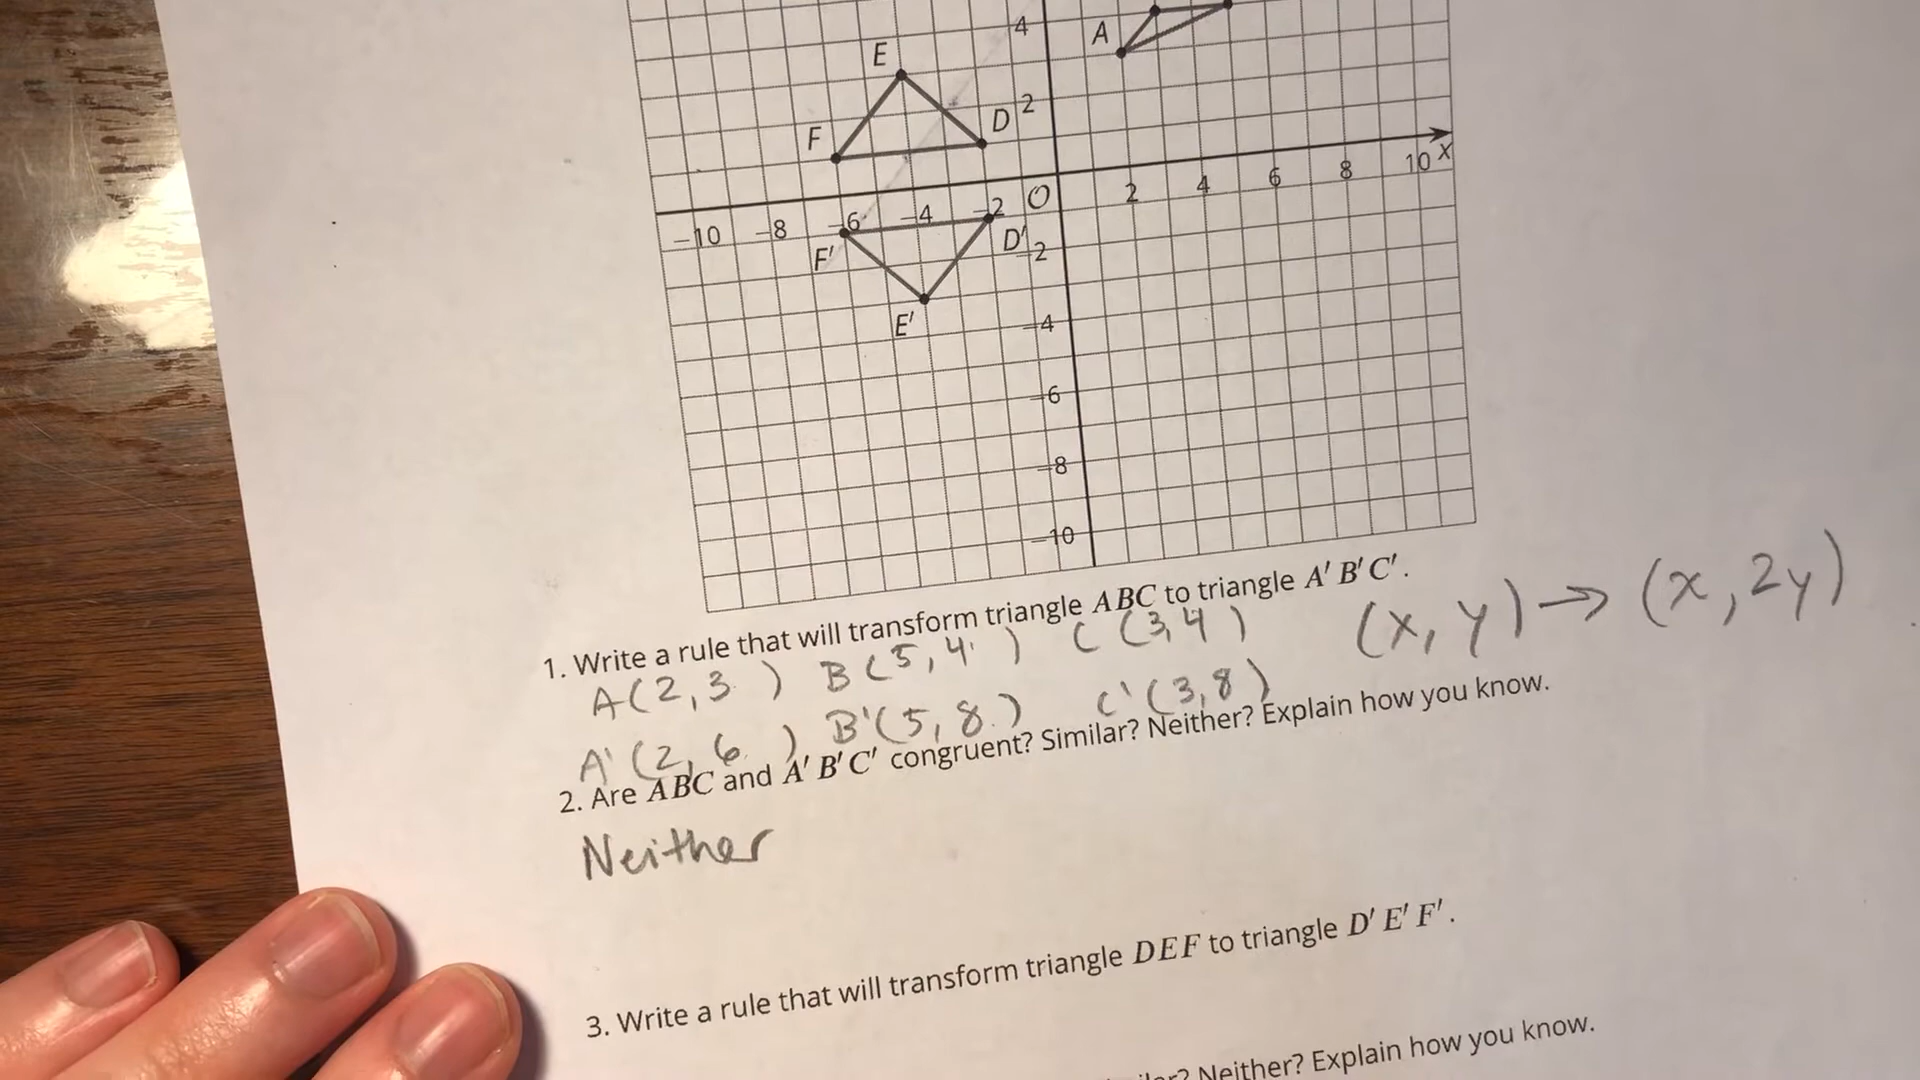 4
A
E
2
D
F
x
O
2 4 6 8 10
-10 -8 -6 -4 -2
F'
D'
-2
E'
-4
-6
-8
-10
1. Write a rule that will transform triangle ABC to triangle A' B' C'.
A(2,3) B(5,4) C(3,4) (x, y) → (x, 2y)
A'(2,6) B'(5,8) C'(3,8)
2. Are ABC and A' B' C' congruent? Similar? Neither? Explain how you know.
Neither
3. Write a rule that will transform triangle DEF to triangle D' E' F'.
Neither? Explain how you know.